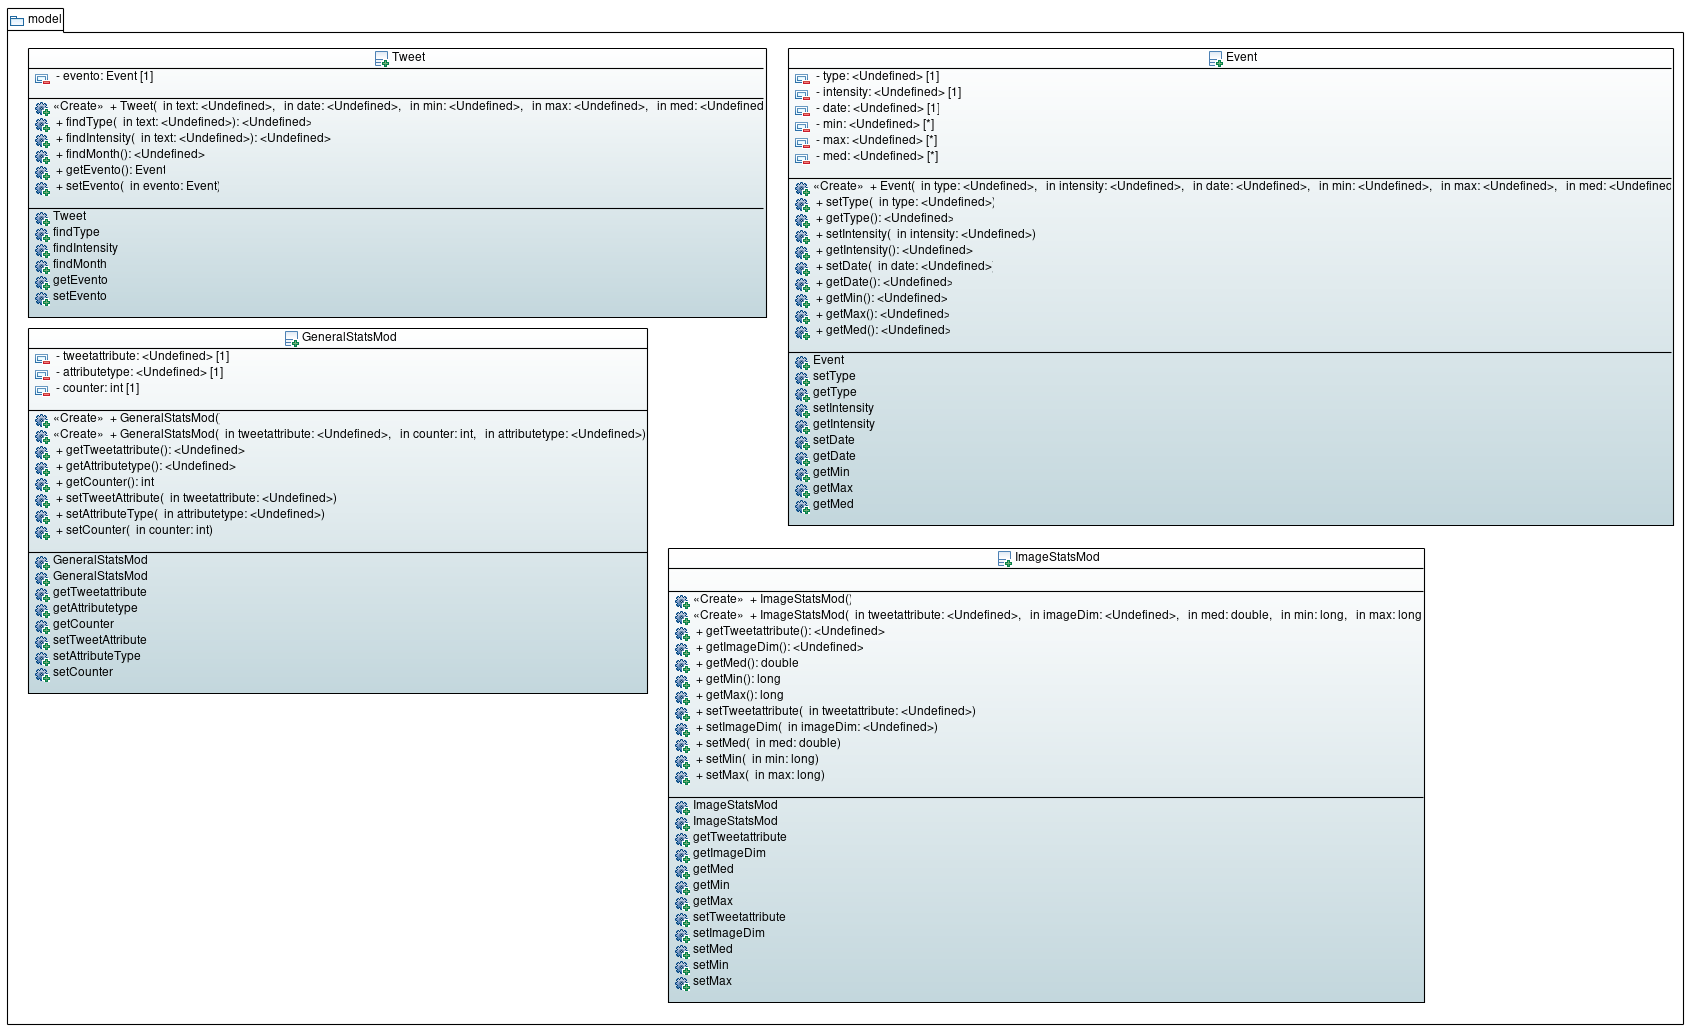 model
Tweet
- evento: Event [1]
«Create» + Tweet( in text: <Undefined>, in date: <Undefined>, in min: <Undefined>, in max: <Undefined>, in med: <Undefined
+ findType( in text: <Undefined>): <Undefined>
+ findIntensity( in text: <Undefined>): <Undefined>
+ findMonth(): <Undefined>
+ getEvento(): Event
+ setEvento( in evento: Event)
Tweet
findType
findIntensity
findMonth
getEvento
setEvento
Event
- type: <Undefined> [1]
- intensity: <Undefined> [1]
- date: <Undefined> [1]
- min: <Undefined> [*]
- max: <Undefined> [*]
- med: <Undefined> [*]
«Create» + Event( in type: <Undefined>, in intensity: <Undefined>, in date: <Undefined>, in min: <Undefined>, in max: <Undefined>, in med: <Undefined
+ setType( in type: <Undefined>)
+ getType(): <Undefined>
+ setIntensity( in intensity: <Undefined>)
+ getIntensity(): <Undefined>
+ setDate( in date: <Undefined>
+ getDate(): <Undefined>
+ getMin(): <Undefined>
+ getMax(): <Undefined>
+ getMed(): <Undefined>
Event
setType
getType
setIntensity
getIntensity
setDate
getDate
getMin
getMax
getMed
GeneralStatsMod
- tweetattribute: <Undefined> [1]
- attributetype: <Undefined> [1]
- counter: int [1]
«Create» + GeneralStatsMod(
«Create» + GeneralStatsMod( in tweetattribute: <Undefined>, in counter: int, in attributetype: <Undefined>)
+ getTweetattribute(): <Undefined>
+ getAttributetype(): <Undefined>
+ getCounter(): int
+ setTweetAttribute( in tweetattribute: <Undefined>)
+ setAttributeType( in attributetype: <Undefined>)
+ setCounter( in counter: int)
GeneralStatsMod
GeneralStatsMod
getTweetattribute
getAttributetype
getCounter
setTweetAttribute
setAttributeType
setCounter
ImageStatsMod
«Create» + ImageStatsMod()
«Create» + ImageStatsMod( in tweetattribute: <Undefined>, in imageDim: <Undefined>, in med: double, in min: long, in max: long
+ getTweetattribute(): <Undefined>
+ getImageDim(): <Undefined>
+ getMed(): double
+ getMin(): long
+ getMax(): long
+ setTweetattribute( in tweetattribute: <Undefined>)
+ setImageDim( in imageDim: <Undefined>)
+ setMed( in med: double)
+ setMin( in min: long)
+ setMax( in max: long)
ImageStatsMod
ImageStatsMod
getTweetattribute
getImageDim
getMed
getMin
getMax
setTweetattribute
setImageDim
setMed
setMin
setMax